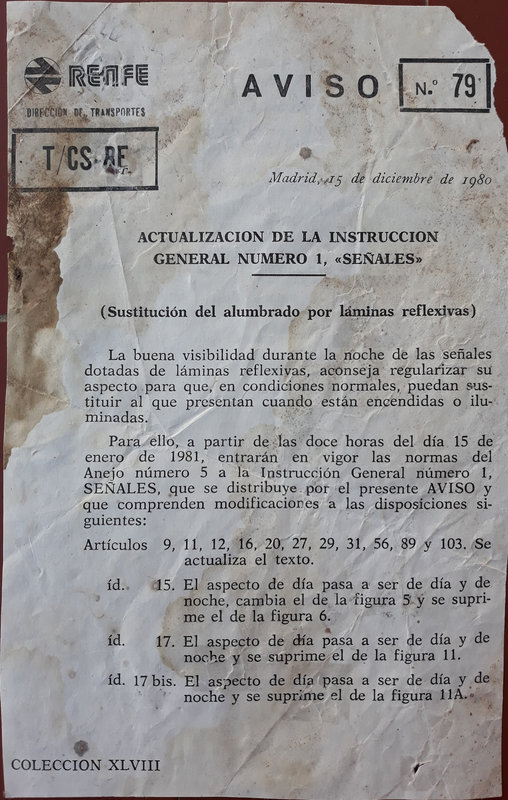 RENFE
DIRECCIÓN DE TRANSPORTES
AVISO N.º 79
T/CS-RF
Madrid, 15 de diciembre de 1980
ACTUALIZACION DE LA INSTRUCCION
GENERAL NUMERO 1, «SEÑALES»
(Sustitución del alumbrado por láminas reflexivas)
La buena visibilidad durante la noche de las señales
dotadas de láminas reflexivas, aconseja regularizar su
aspecto para que, en condiciones normales, puedan sus-
tituir al que presentan cuando están encendidas o ilu-
minadas.
Para ello, a partir de las doce horas del día 15 de
enero de 1981, entrarán en vigor las normas del
Anejo número 5 a la Instrucción General número 1,
SEÑALES, que se distribuye por el presente AVISO y
que comprenden modificaciones a las disposiciones si-
guientes:
Artículos 9, 11, 12, 16, 20, 27, 29, 31, 56, 89 y 103. Se
actualiza el texto.
íd. 15. El aspecto de día pasa a ser de día y de
noche, cambia el de la figura 5 y se supri-
me el de la figura 6.
íd. 17. El aspecto de día pasa a ser de día y de
noche y se suprime el de la figura 11.
íd. 17 bis. El aspecto de día pasa a ser de día y de
noche y se suprime el de la figura 11A.
COLECCION XLVIII